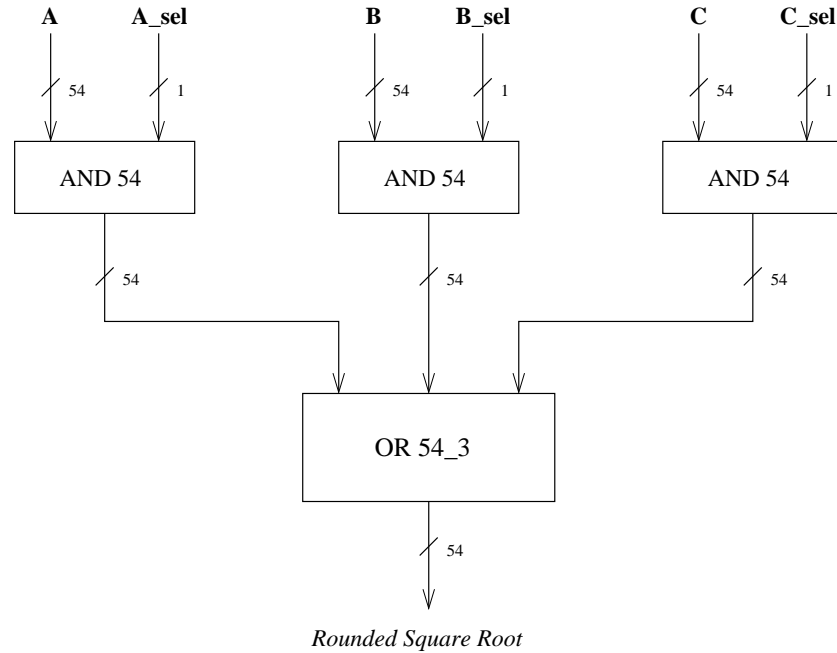 A A_sel B B_sel C C_sel
54 1 54 1 54 1
AND 54 AND 54 AND 54
54 54 54
OR 54_3
54
Rounded Square Root